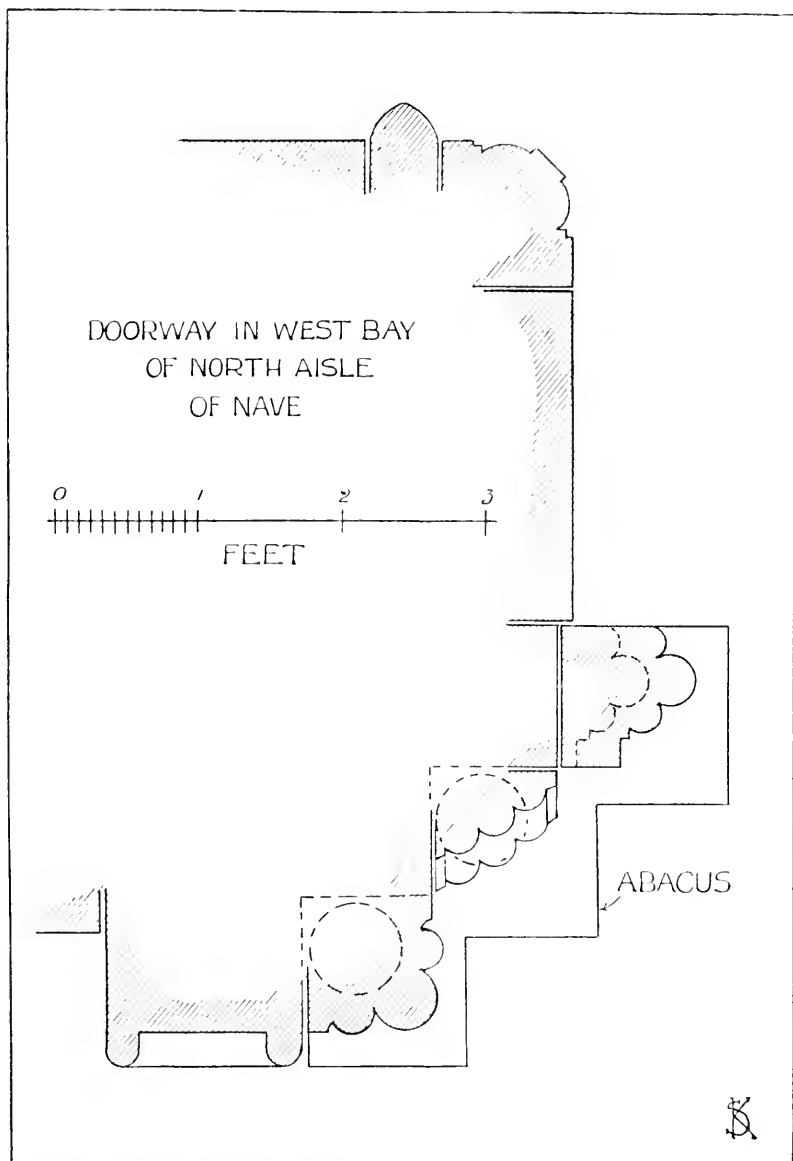 DOORWAY IN WEST BAY
OF NORTH AISLE
OF NAVE
0 1 2 3
FEET
ABACUS